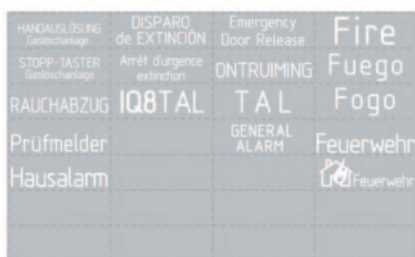 HANDAUSLÖSUNG
Gaslöschanlage
DISPARO
de EXTINCIÓN
Emergency
Door Release
Fire
STOPP-TASTER
Gaslöschanlage
Arrêt d'urgence
extinction
ONTRUIMING
Fuego
RAUCHABZUG
IQ8TAL
TAL
Fogo
Prüfmelder
GENERAL
ALARM
Feuerwehr
Hausalarm
Feuerwehr